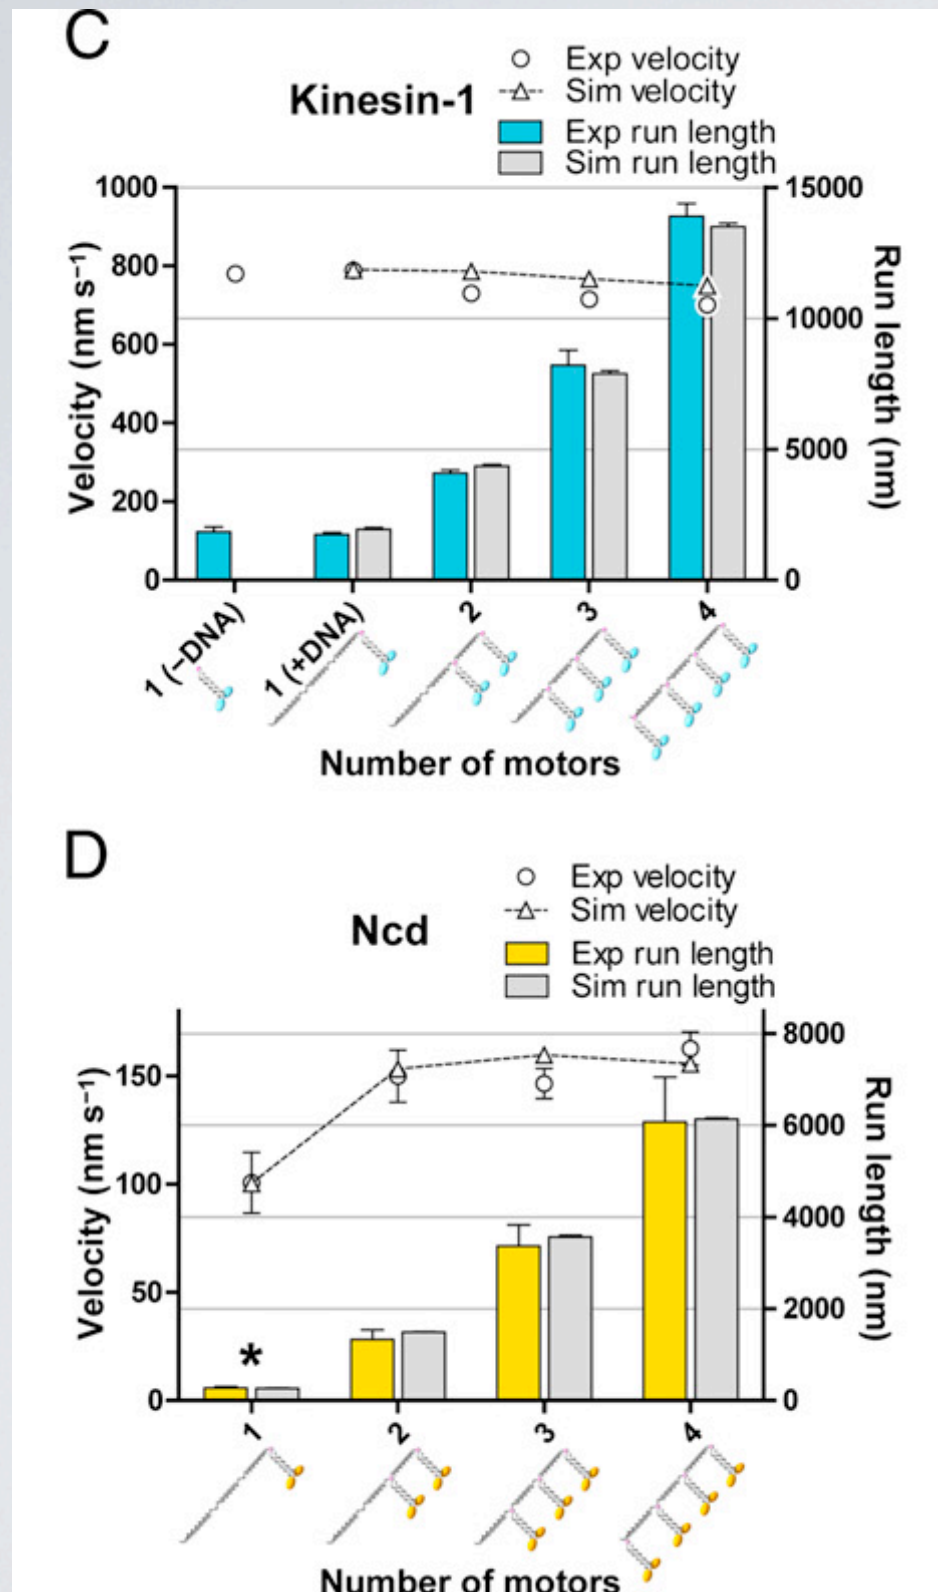 C
Kinesin-1
Exp velocity
Sim velocity
Exp run length
Sim run length
1000
800
600
400
200
0
Velocity (nm s⁻¹)
15000
10000
5000
0
Run length (nm)
1 (−DNA)
1 (+DNA)
2
3
4
Number of motors
D
Ncd
Exp velocity
Sim velocity
Exp run length
Sim run length
150
100
50
0
Velocity (nm s⁻¹)
8000
6000
4000
2000
0
Run length (nm)
*
1
2
3
4
Number of motors